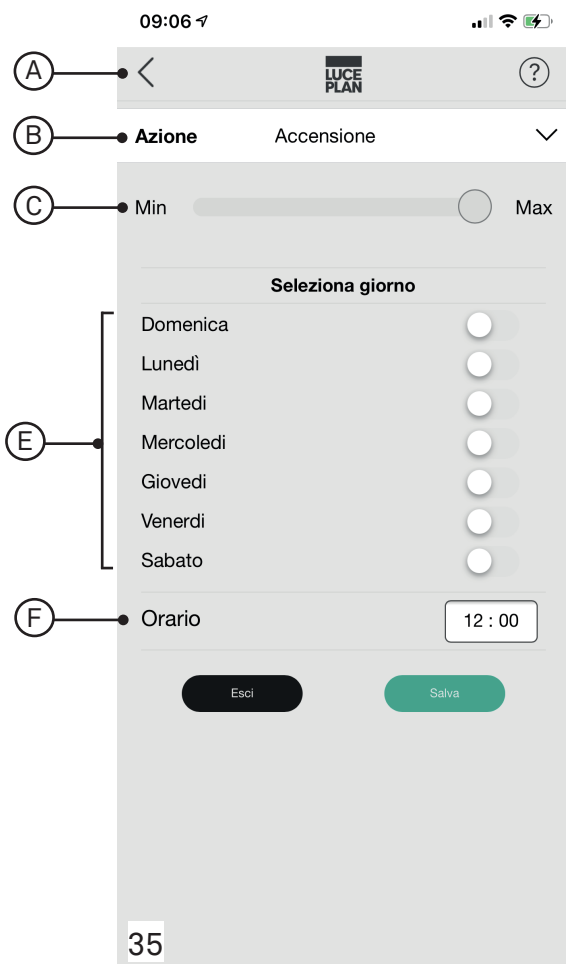 09:06
A
LUCE
PLAN
?
B
Azione Accensione
C
Min Max
Seleziona giorno
Domenica
Lunedì
Martedi
E
Mercoledi
Giovedi
Venerdi
Sabato
F
Orario 12 : 00
Esci Salva
35